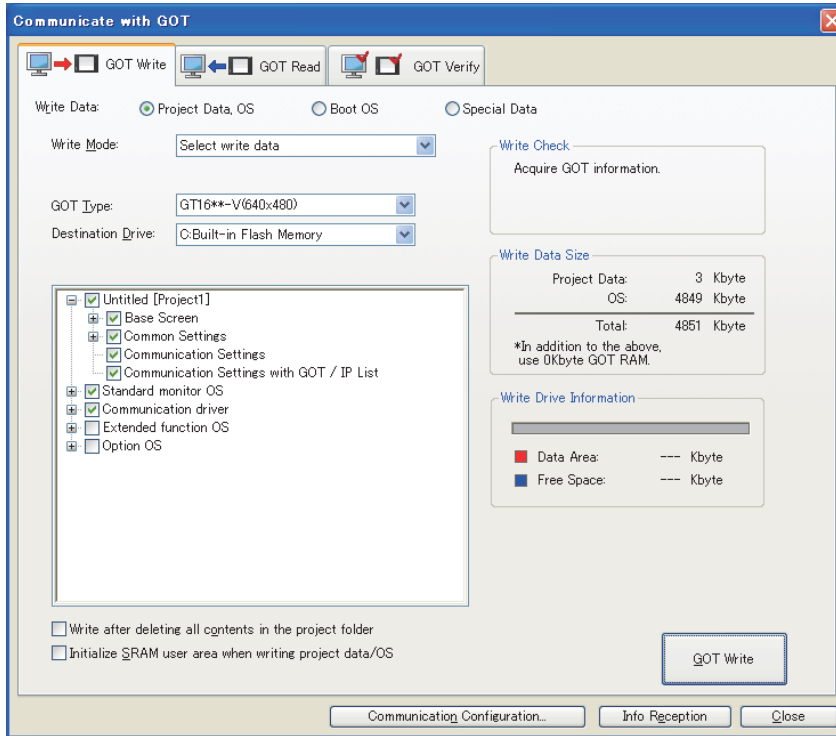 Communicate with GOT
GOT Write GOT Read GOT Verify
Write Data: Project Data, OS Boot OS Special Data
Write Mode: Select write data
GOT Type: GT16**-V(640x480)
Destination Drive: C:Built-in Flash Memory
Untitled [Project1]
Base Screen
Common Settings
Communication Settings
Communication Settings with GOT / IP List
Standard monitor OS
Communication driver
Extended function OS
Option OS
Write after deleting all contents in the project folder
Initialize SRAM user area when writing project data/OS
Write Check
Acquire GOT information.
Write Data Size
Project Data: 3 Kbyte
OS: 4849 Kbyte
Total: 4851 Kbyte
*In addition to the above,
use 0Kbyte GOT RAM.
Write Drive Information
Data Area: --- Kbyte
Free Space: --- Kbyte
GOT Write
Communication Configuration... Info Reception Close